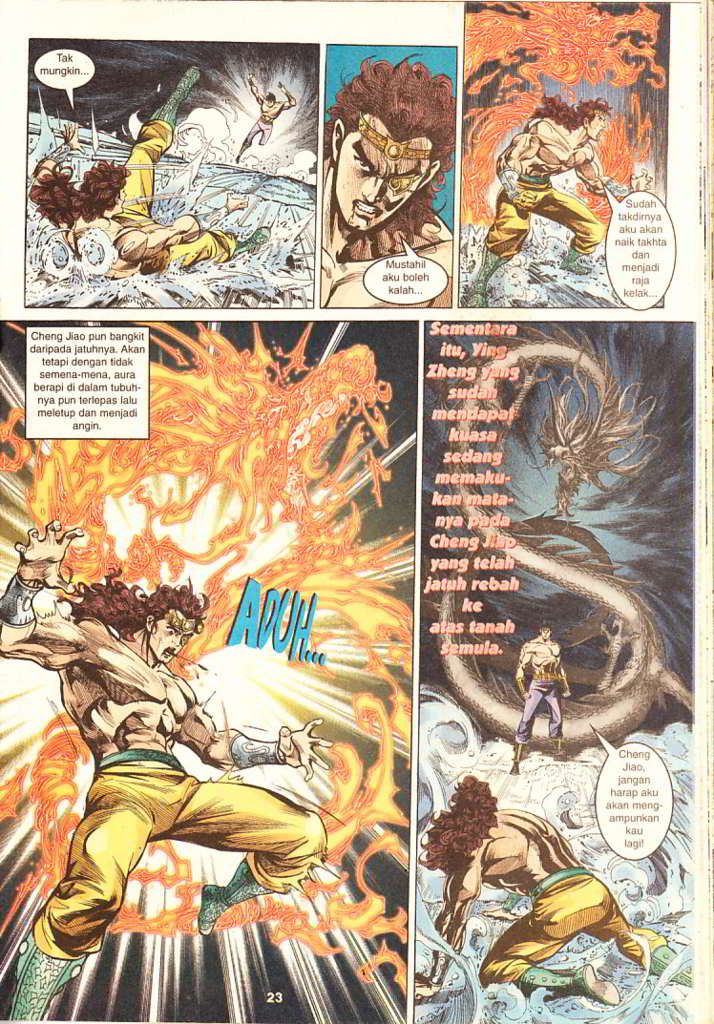 Tak
mungkin...
Mustahil
aku boleh
kalah...
Sudah
takdirnya
aku akan
naik takhta
dan
menjadi
raja
kelak...
Cheng Jiao pun bangkit
daripada jatuhnya. Akan
tetapi dengan tidak
semena-mena, aura
berapi di dalam tubuh-
nya pun terlepas lalu
meletup dan menjadi
angin.
ADUH...
Sementara
itu, Ying
Zheng yang
sudah
mendapat
kuasa
sedang
memaku-
kan mata-
nya pada
Cheng Jiao
yang telah
jatuh rebah
ke
atas tanah
semula.
Cheng
Jiao,
jangan
harap aku
akan meng-
ampunkan
kau
lagi!
23